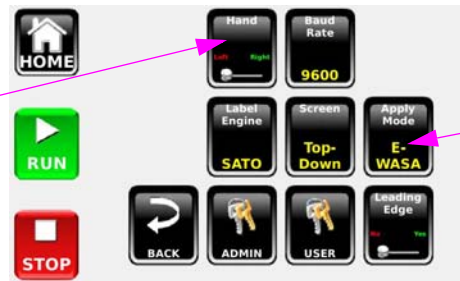 HOME
Hand
Left Right
Baud
Rate
9600
RUN
Label
Engine
SATO
Screen
Top-
Down
Apply
Mode
E-
WASA
STOP
BACK
ADMIN
USER
Leading
Edge
No Yes